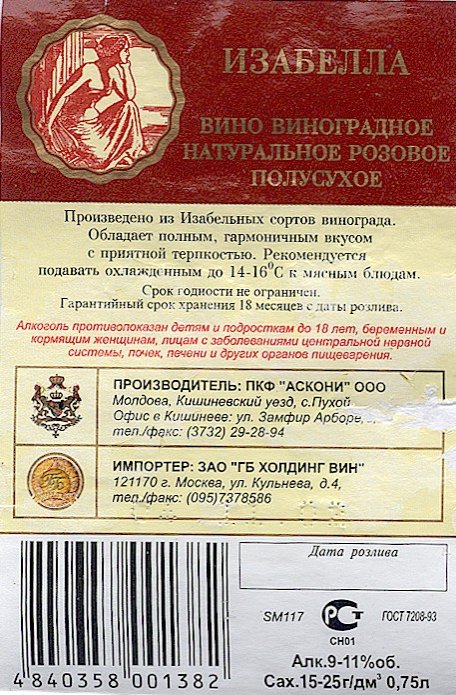 ИЗАБЕЛЛА
ВИНО ВИНОГРАДНОЕ
НАТУРАЛЬНОЕ РОЗОВОЕ
ПОЛУСУХОЕ
Произведено из Изабельных сортов винограда.
Обладает полным, гармоничным вкусом
с приятной терпкостью. Рекомендуется
подавать охлажденным до 14-16⁰С к мясным блюдам.
Срок годности не ограничен.
Гарантийный срок хранения 18 месяцев с даты розлива.
Алкоголь противопоказан детям и подросткам до 18 лет, беременным и
кормящим женщинам, лицам с заболеваниями центральной нервной
системы, почек, печени и других органов пищеварения.
ПРОИЗВОДИТЕЛЬ: ПКФ "АСКОНИ" ООО
Молдова, Кишиневский уезд, с.Пухой
Офис в Кишиневе: ул. Замфир Арборе,
тел./факс: (3732) 29-28-94
ГБ
ИМПОРТЕР: ЗАО "ГБ ХОЛДИНГ ВИН"
121170 г. Москва, ул. Кульнева, д.4,
тел./факс: (095)7378586
Дата розлива
SM117 РСТ ГОСТ 7208-93
СН01
Алк.9-11%об.
Сах.15-25г/дм³ 0,75л
4 840358 001382